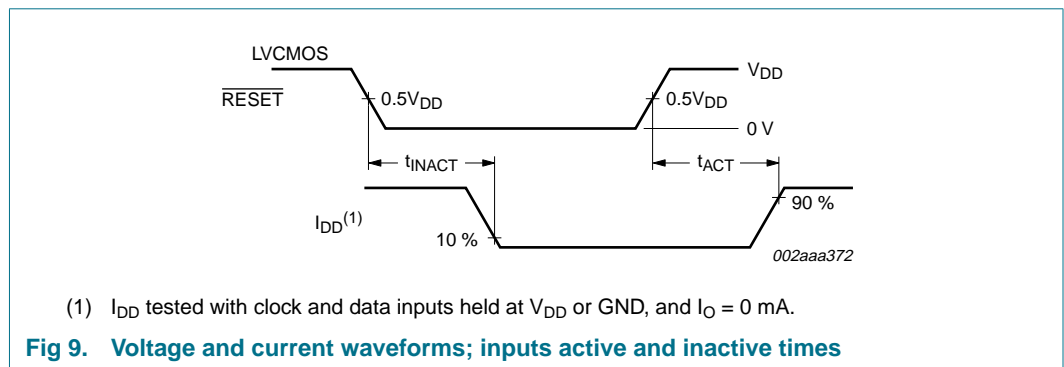 LVCMOS
RESET
0.5VDD
0.5VDD
VDD
0 V
tINACT
tACT
IDD(1)
10 %
90 %
002aaa372
(1) IDD tested with clock and data inputs held at VDD or GND, and IO = 0 mA.
Fig 9. Voltage and current waveforms; inputs active and inactive times